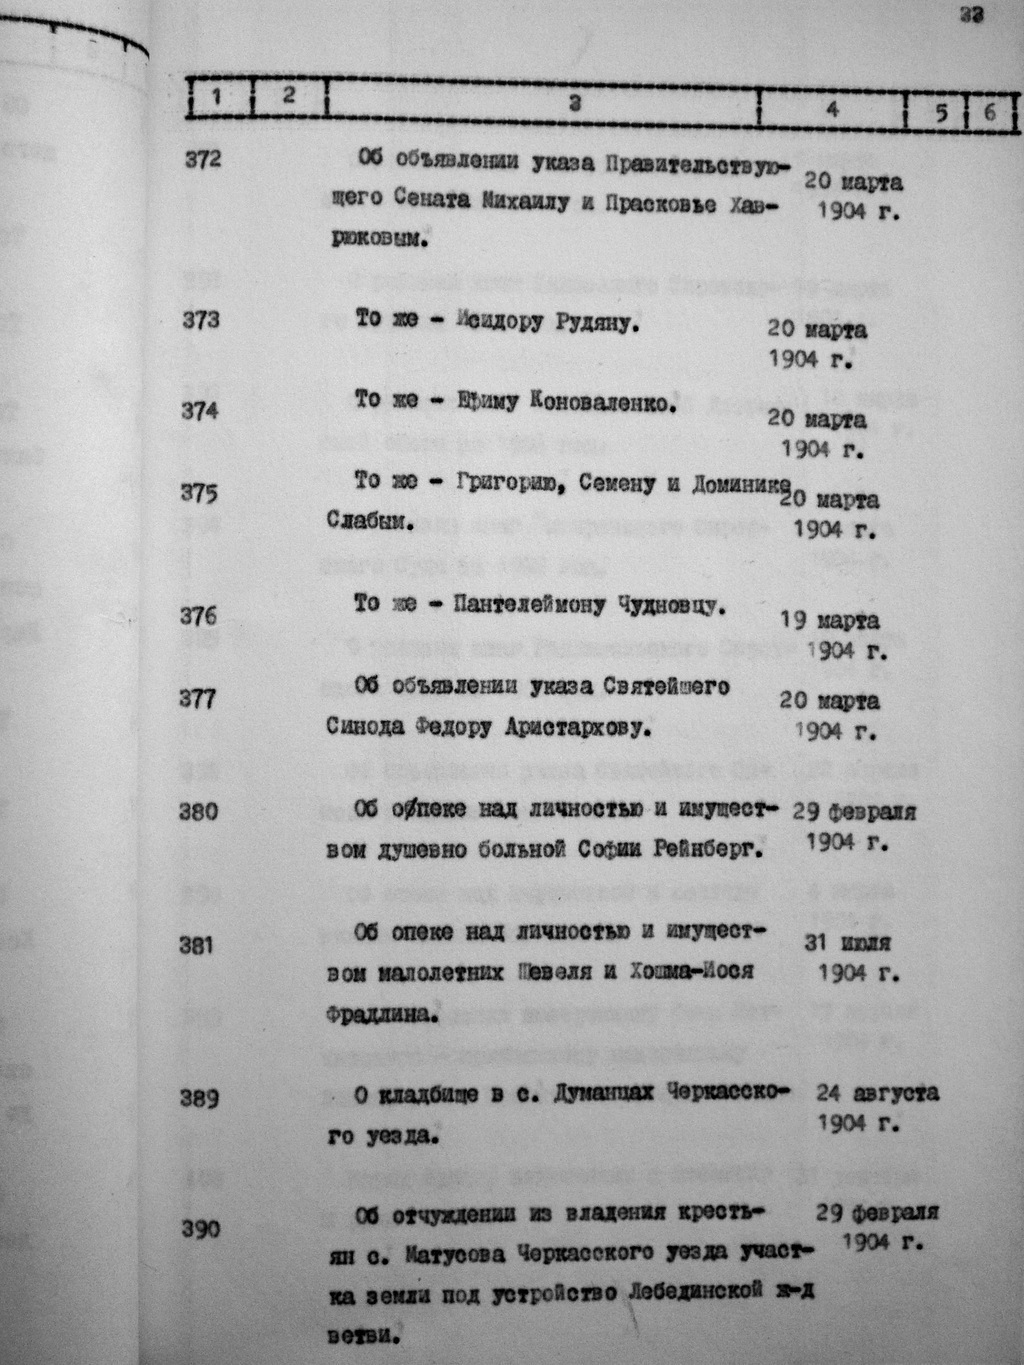 33
1 2 3 4 5 6
372 Об объявлении указа Правительствую- 20 марта
щего Сената Михаилу и Прасковье Хав- 1904 г.
рюковым.
373 То же - Исидору Рудяну. 20 марта
1904 г.
374 То же - Ефиму Коноваленко. 20 марта
1904 г.
375 То же - Григорию, Семену и Доминике 20 марта
Слабым. 1904 г.
376 То же - Пантелеймону Чудновцу. 19 марта
1904 г.
377 Об объявлении указа Святейшего 20 марта
Синода Федору Аристархову. 1904 г.
380 Об опеке над личностью и имущест- 29 февраля
вом душевно больной Софии Рейнберг. 1904 г.
381 Об опеке над личностью и имущест- 31 июля
вом малолетних Шевеля и Хошма-Иося 1904 г.
Фрадлина.
389 О кладбище в с. Думанцах Черкасско- 24 августа
го уезда. 1904 г.
390 Об отчуждении из владения кресть- 29 февраля
ян с. Матусова Черкасского уезда участ- 1904 г.
ка земли под устройство Лебединской ж-д
ветви.